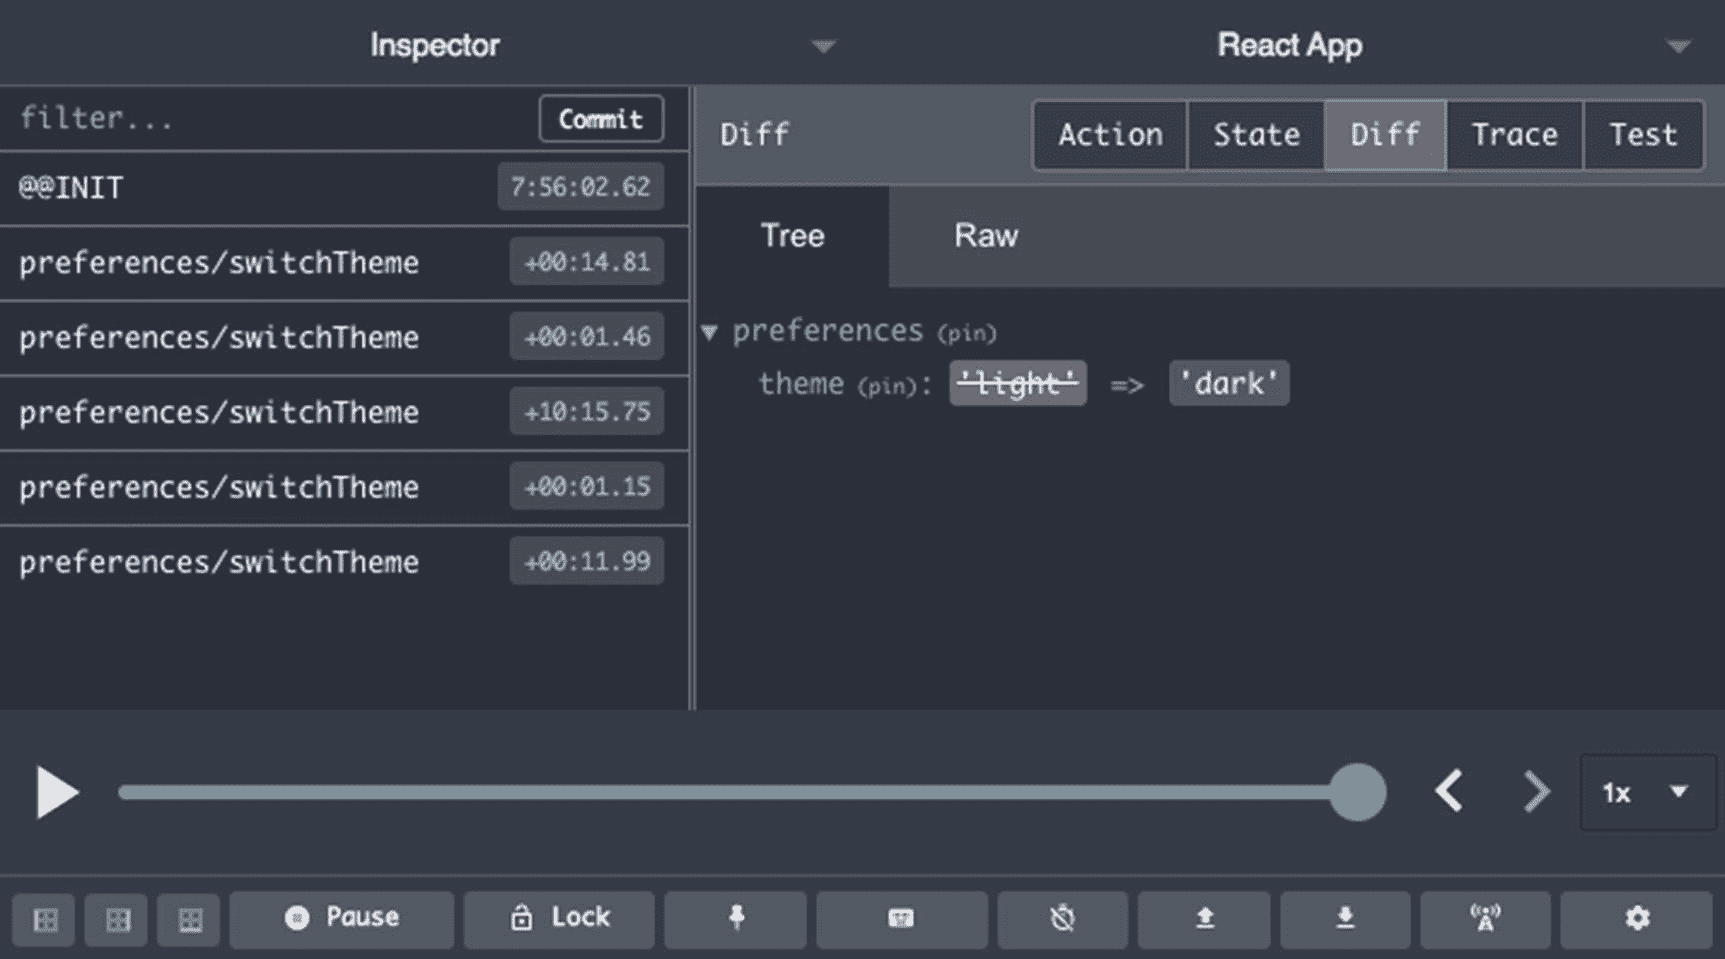 Inspector
React App
filter...
Commit
@@INIT
7:56:02.62
preferences/switchTheme
+00:14.81
preferences/switchTheme
+00:01.46
preferences/switchTheme
+10:15.75
preferences/switchTheme
+00:01.15
preferences/switchTheme
+00:11.99
Diff
Action
State
Diff
Trace
Test
Tree
Raw
preferences (pin)
theme (pin): 'light' => 'dark'
1x
Pause
Lock